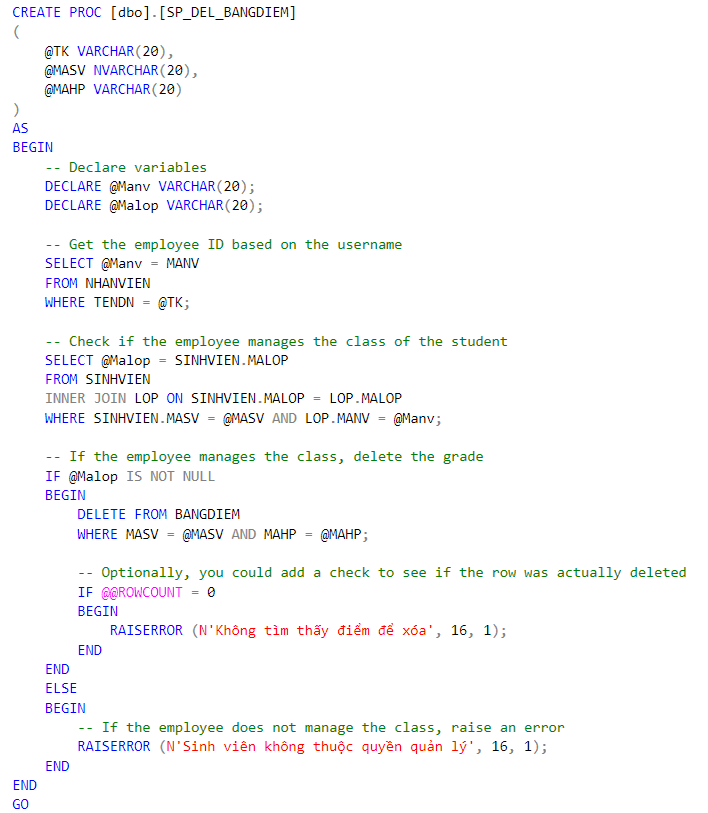 CREATE PROC [dbo].[SP_DEL_BANGDIEM]
(
    @TK VARCHAR(20),
    @MASV NVARCHAR(20),
    @MAHP VARCHAR(20)
)
AS
BEGIN
    -- Declare variables
    DECLARE @Manv VARCHAR(20);
    DECLARE @Malop VARCHAR(20);

    -- Get the employee ID based on the username
    SELECT @Manv = MANV
    FROM NHANVIEN
    WHERE TENDN = @TK;

    -- Check if the employee manages the class of the student
    SELECT @Malop = SINHVIEN.MALOP
    FROM SINHVIEN
    INNER JOIN LOP ON SINHVIEN.MALOP = LOP.MALOP
    WHERE SINHVIEN.MASV = @MASV AND LOP.MANV = @Manv;

    -- If the employee manages the class, delete the grade
    IF @Malop IS NOT NULL
    BEGIN
        DELETE FROM BANGDIEM
        WHERE MASV = @MASV AND MAHP = @MAHP;

        -- Optionally, you could add a check to see if the row was actually deleted
        IF @@ROWCOUNT = 0
        BEGIN
            RAISERROR (N'Không tìm thấy điểm để xóa', 16, 1);
        END
    END
    ELSE
    BEGIN
        -- If the employee does not manage the class, raise an error
        RAISERROR (N'Sinh viên không thuộc quyền quản lý', 16, 1);
    END
END
GO